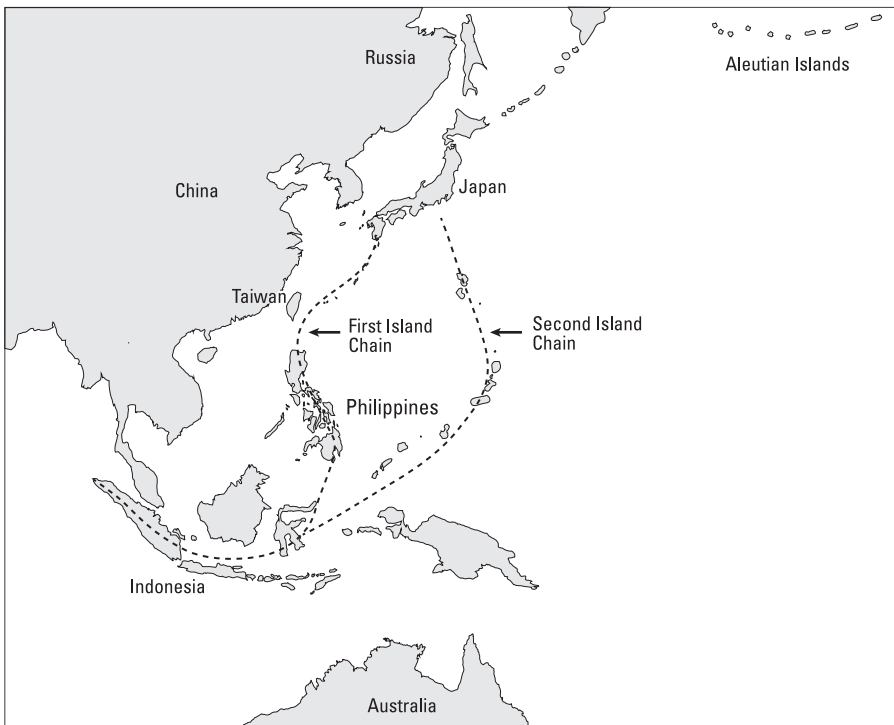 Russia
Aleutian Islands
China
Japan
Taiwan
First Island
Chain
Second Island
Chain
Philippines
Indonesia
Australia